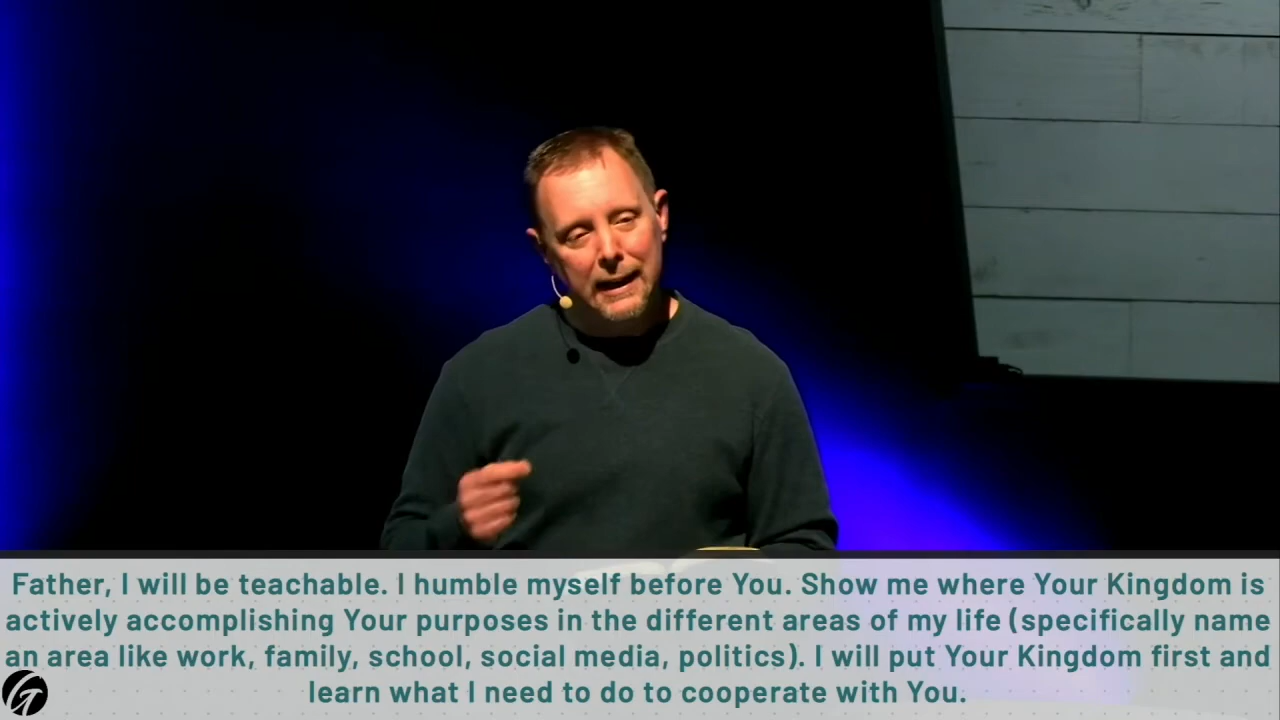 Father, I will be teachable. I humble myself before You. Show me where Your Kingdom is
actively accomplishing Your purposes in the different areas of my life (specifically name
an area like work, family, school, social media, politics). I will put Your Kingdom first and
learn what I need to do to cooperate with You.